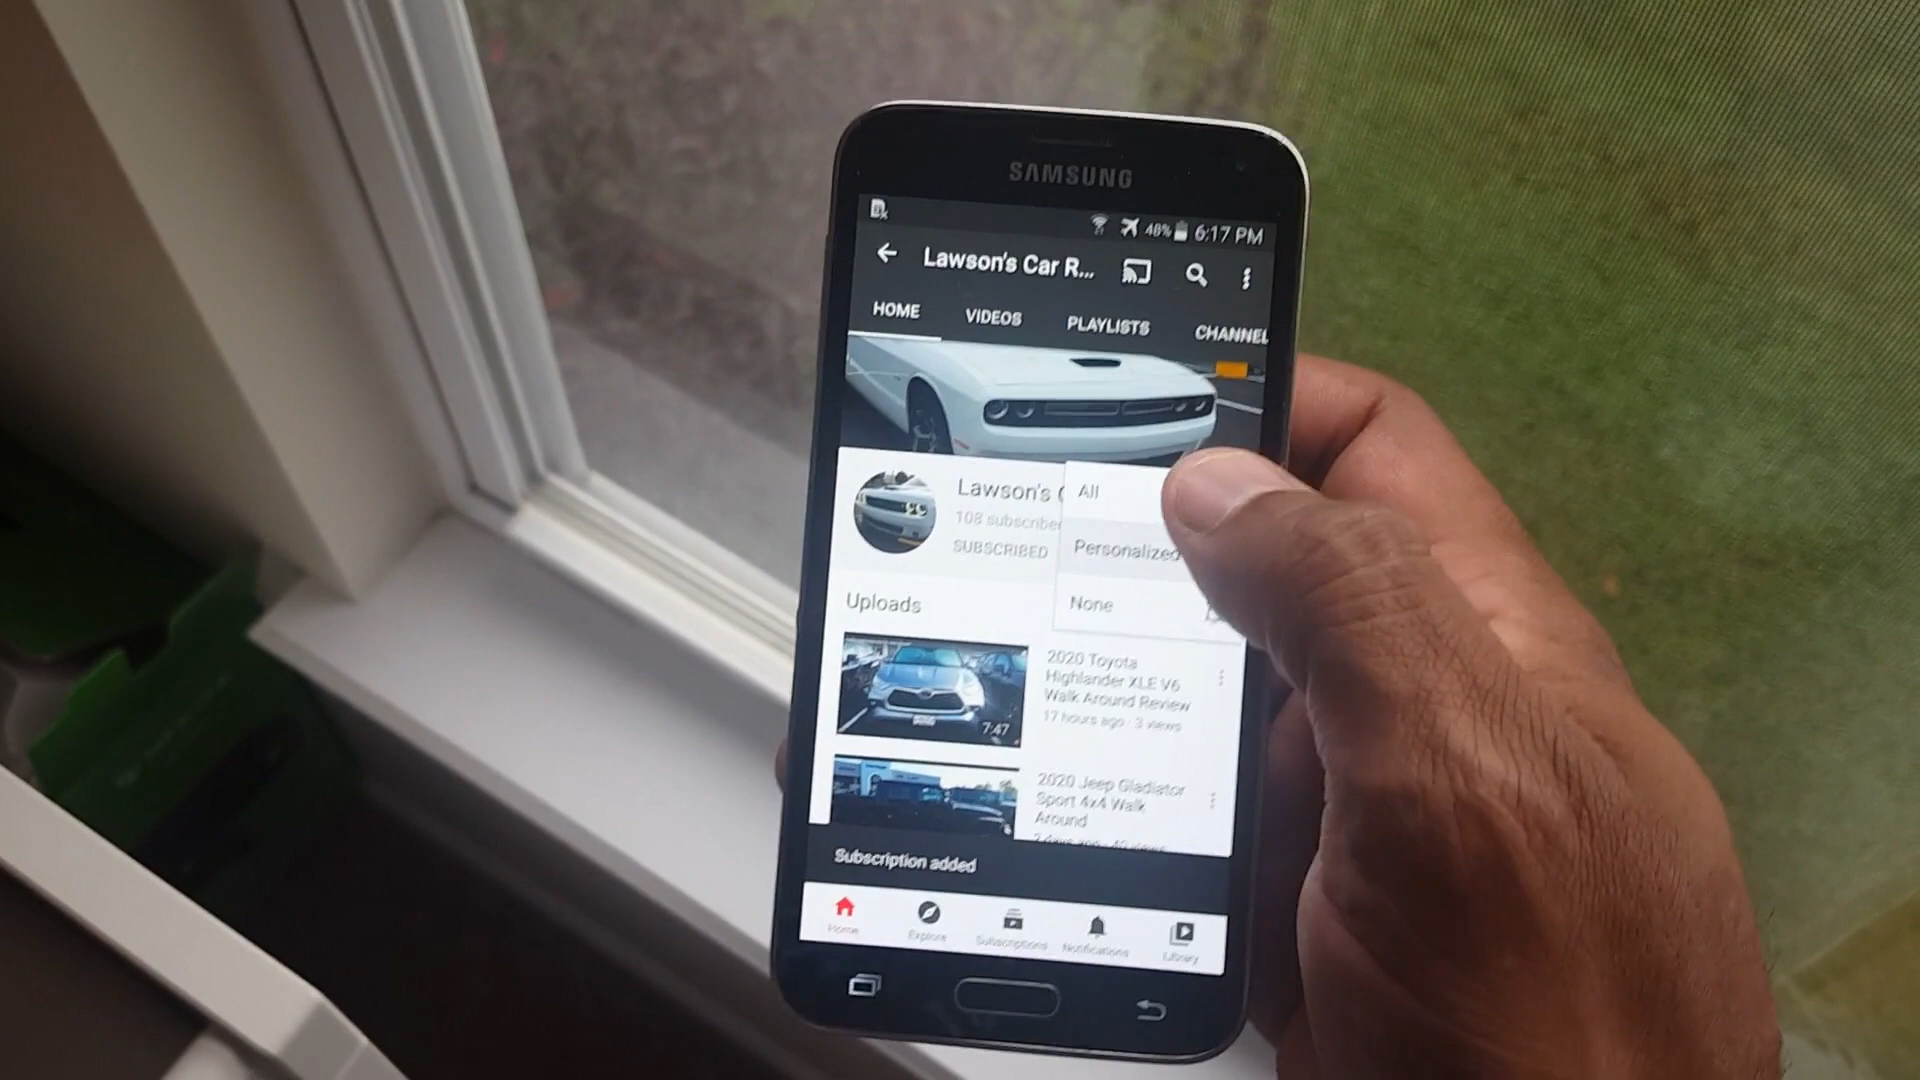 SAMSUNG
48% 6:17 PM
Lawson's Car R...
HOME VIDEOS PLAYLISTS CHANNEL
Lawson's
108 subscribe
SUBSCRIBED
All
Personalized
None
Uploads
7:47
2020 Toyota
Highlander XLE V6
Walk Around Review
17 hours ago · 3 views
2020 Jeep Gladiator
Sport 4x4 Walk
Around
Subscription added
Home Explore Subscriptions Notifications Library